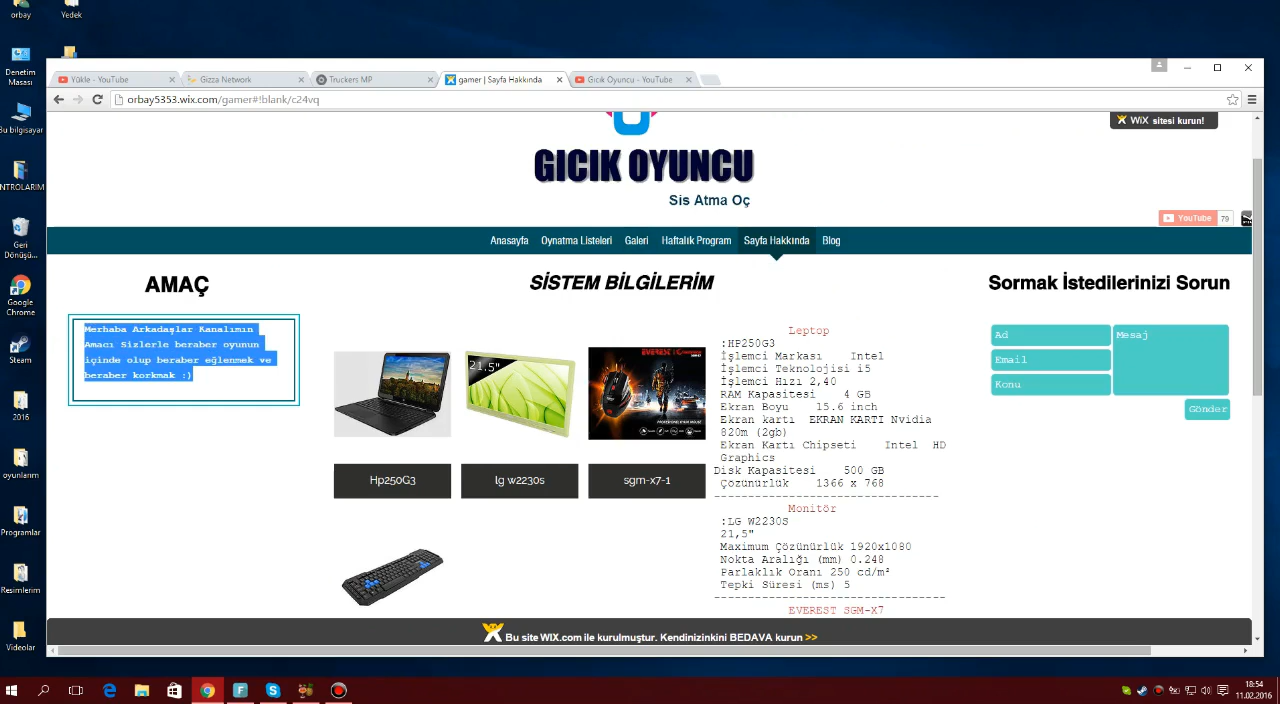 orbay
Yedek
Denetim
Masası
Bu bilgisayar
NTROLARIM
Geri
Dönüşü...
Google
Chrome
Steam
2016
oyunlarım
Programlar
Resimlerim
Videolar
Yükle - YouTube
Gizza Network
Truckers MP
gamer | Sayfa Hakkında
Gıcık Oyuncu - YouTube
orbay5353.wix.com/gamer#!blank/c24vq
WiX sitesi kurun!
GICIK OYUNCU
Sis Atma Oç
YouTube 79
Anasayfa Oynatma Listeleri Galeri Haftalık Program Sayfa Hakkında Blog
AMAÇ
Merhaba Arkadaşlar Kanalımın
Amacı Sizlerle beraber oyunun
içinde olup beraber eğlenmek ve
beraber korkmak :)
SİSTEM BİLGİLERİM
21.5"
EVEREST
Hp250G3
lg w2230s
sgm-x7-1
Leptop
:HP250G3
İşlemci Markası Intel
İşlemci Teknolojisi i5
İşlemci Hızı 2,40
RAM Kapasitesi 4 GB
Ekran Boyu 15.6 inch
Ekran kartı EKRAN KARTI Nvidia
820m (2gb)
Ekran Kartı Chipseti Intel HD
Graphics
Disk Kapasitesi 500 GB
Çözünürlük 1366 x 768
---------------------------------
Monitör
:LG W2230S
21,5"
Maximum Çözünürlük 1920x1080
Nokta Aralığı (mm) 0.248
Parlaklık Oranı 250 cd/m²
Tepki Süresi (ms) 5
----------------------------------
EVEREST SGM-X7
Sormak İstedilerinizi Sorun
Ad
Email
Konu
Mesaj
Gönder
Bu site WIX.com ile kurulmuştur. Kendinizinkini BEDAVA kurun >>
18:54
11.02.2016